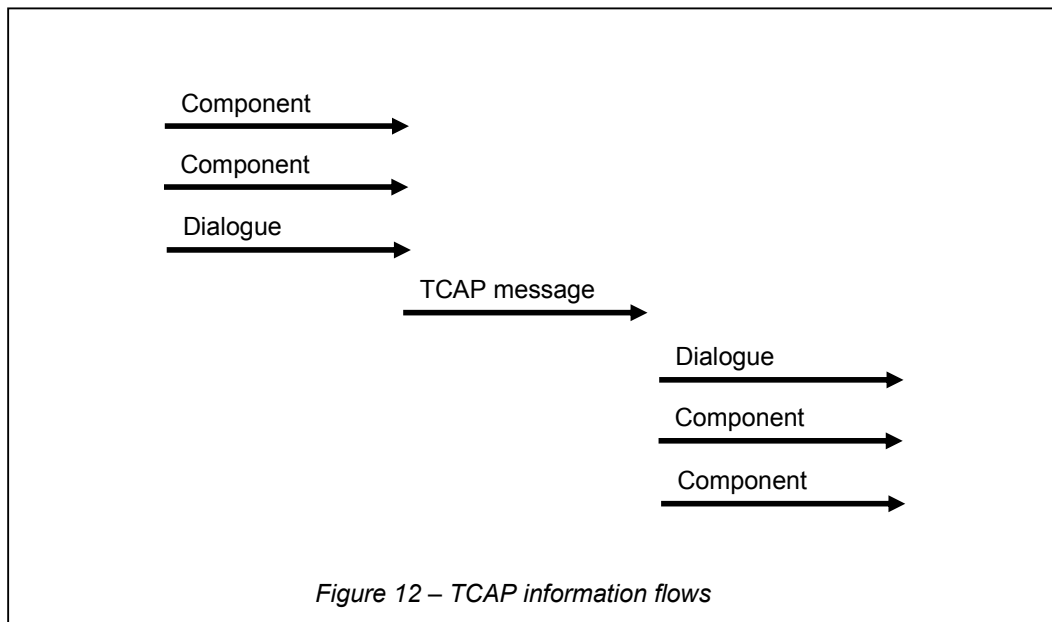 Component
Component
Dialogue
TCAP message
Dialogue
Component
Component
Figure 12 – TCAP information flows